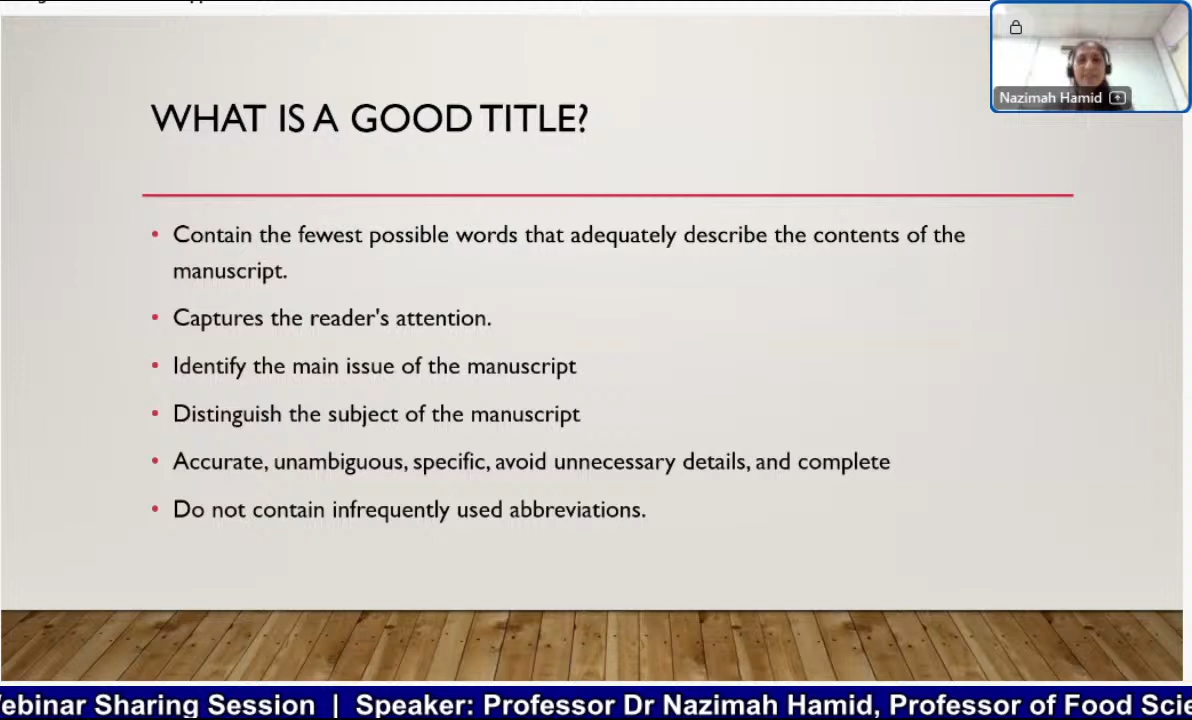 WHAT IS A GOOD TITLE?
Nazimah Hamid
• Contain the fewest possible words that adequately describe the contents of the
manuscript.
• Captures the reader's attention.
• Identify the main issue of the manuscript
• Distinguish the subject of the manuscript
• Accurate, unambiguous, specific, avoid unnecessary details, and complete
• Do not contain infrequently used abbreviations.
ebinar Sharing Session | Speaker: Professor Dr Nazimah Hamid, Professor of Food Scie